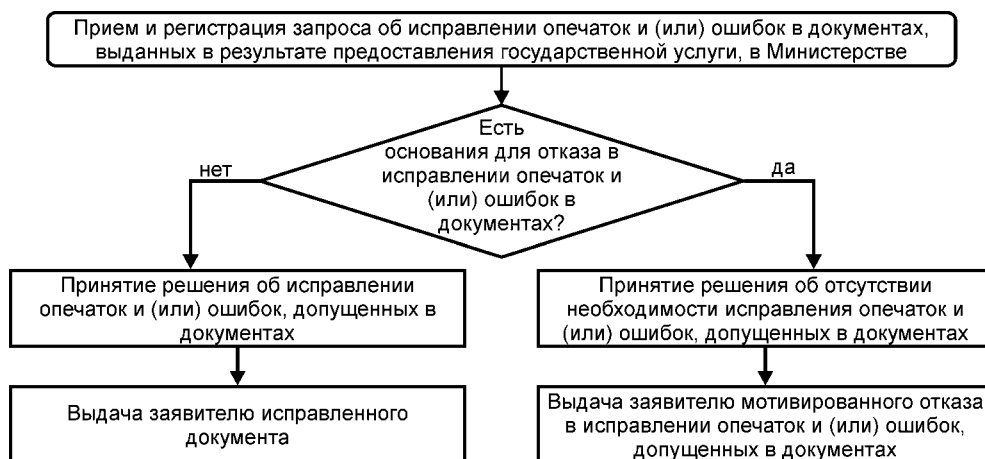 Прием и регистрация запроса об исправлении опечаток и (или) ошибок в документах,
выданных в результате предоставления государственной услуги, в Министерстве
Есть
основания для отказа в
исправлении опечаток и
(или) ошибок в
документах?
нет
да
Принятие решения об исправлении
опечаток и (или) ошибок, допущенных в
документах
Принятие решения об отсутствии
необходимости исправления опечаток и
(или) ошибок, допущенных в документах
Выдача заявителю исправленного
документа
Выдача заявителю мотивированного отказа
в исправлении опечаток и (или) ошибок,
допущенных в документах